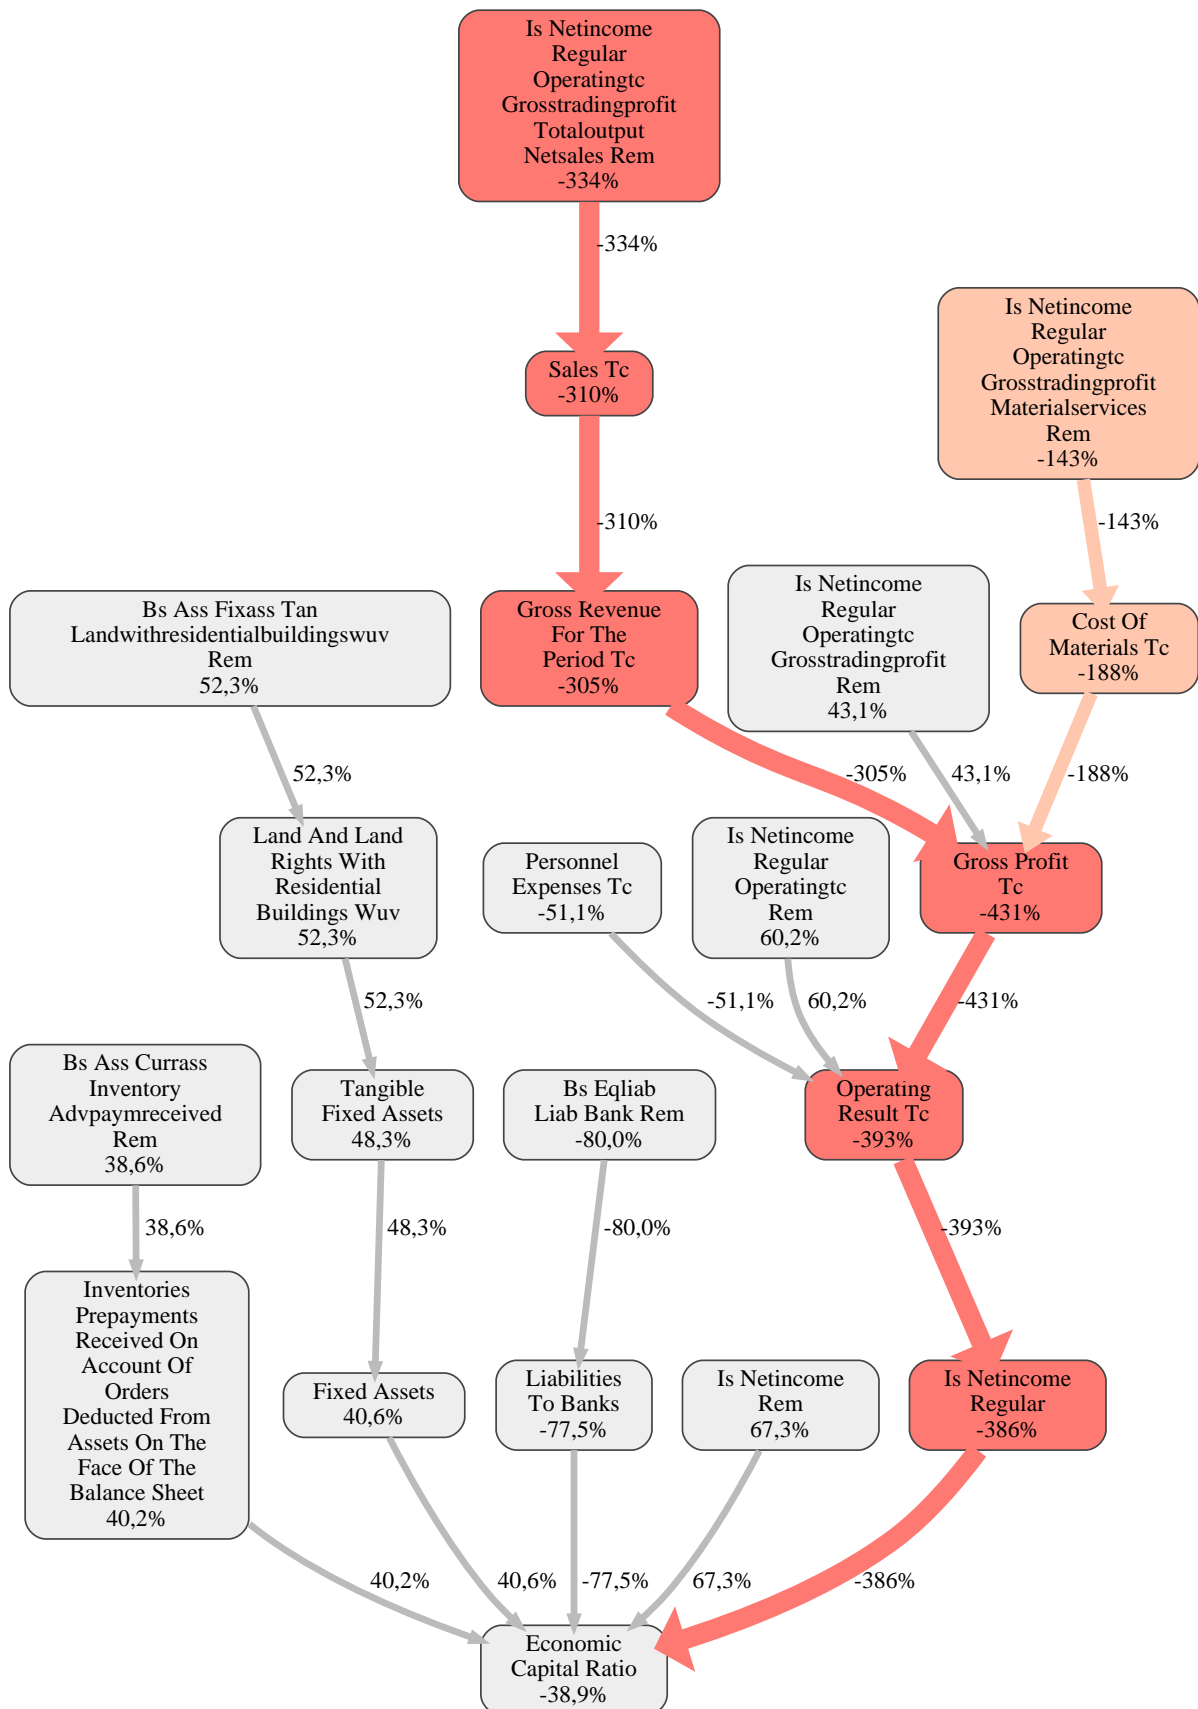 Is Netincome
Regular
Operatingtc
Grosstradingprofit
Totaloutput
Netsales Rem
-334%
-334%
Is Netincome
Regular
Operatingtc
Grosstradingprofit
Materialservices
Rem
-143%
Sales Tc
-310%
-310%
-143%
Bs Ass Fixass Tan
Landwithresidentialbuildingswuv
Rem
52,3%
Gross Revenue
For The
Period Tc
-305%
Is Netincome
Regular
Operatingtc
Grosstradingprofit
Rem
43,1%
Cost Of
Materials Tc
-188%
52,3%
-305%
43,1%
-188%
Land And Land
Rights With
Residential
Buildings Wuv
52,3%
Personnel
Expenses Tc
-51,1%
Is Netincome
Regular
Operatingtc
Rem
60,2%
Gross Profit
Tc
-431%
52,3%
-51,1%
60,2%
-431%
Bs Ass Currass
Inventory
Advpaymreceived
Rem
38,6%
Tangible
Fixed Assets
48,3%
Bs Eqliab
Liab Bank Rem
-80,0%
Operating
Result Tc
-393%
38,6%
48,3%
-80,0%
-393%
Inventories
Prepayments
Received On
Account Of
Orders
Deducted From
Assets On The
Face Of The
Balance Sheet
40,2%
Fixed Assets
40,6%
Liabilities
To Banks
-77,5%
Is Netincome
Rem
67,3%
Is Netincome
Regular
-386%
40,2%
40,6%
-77,5%
67,3%
-386%
Economic
Capital Ratio
-38,9%